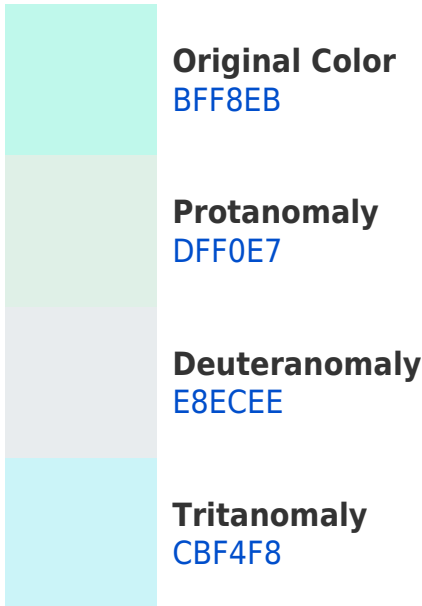 Original Color
BFF8EB
Protanomaly
DFF0E7
Deuteranomaly
E8ECEE
Tritanomaly
CBF4F8